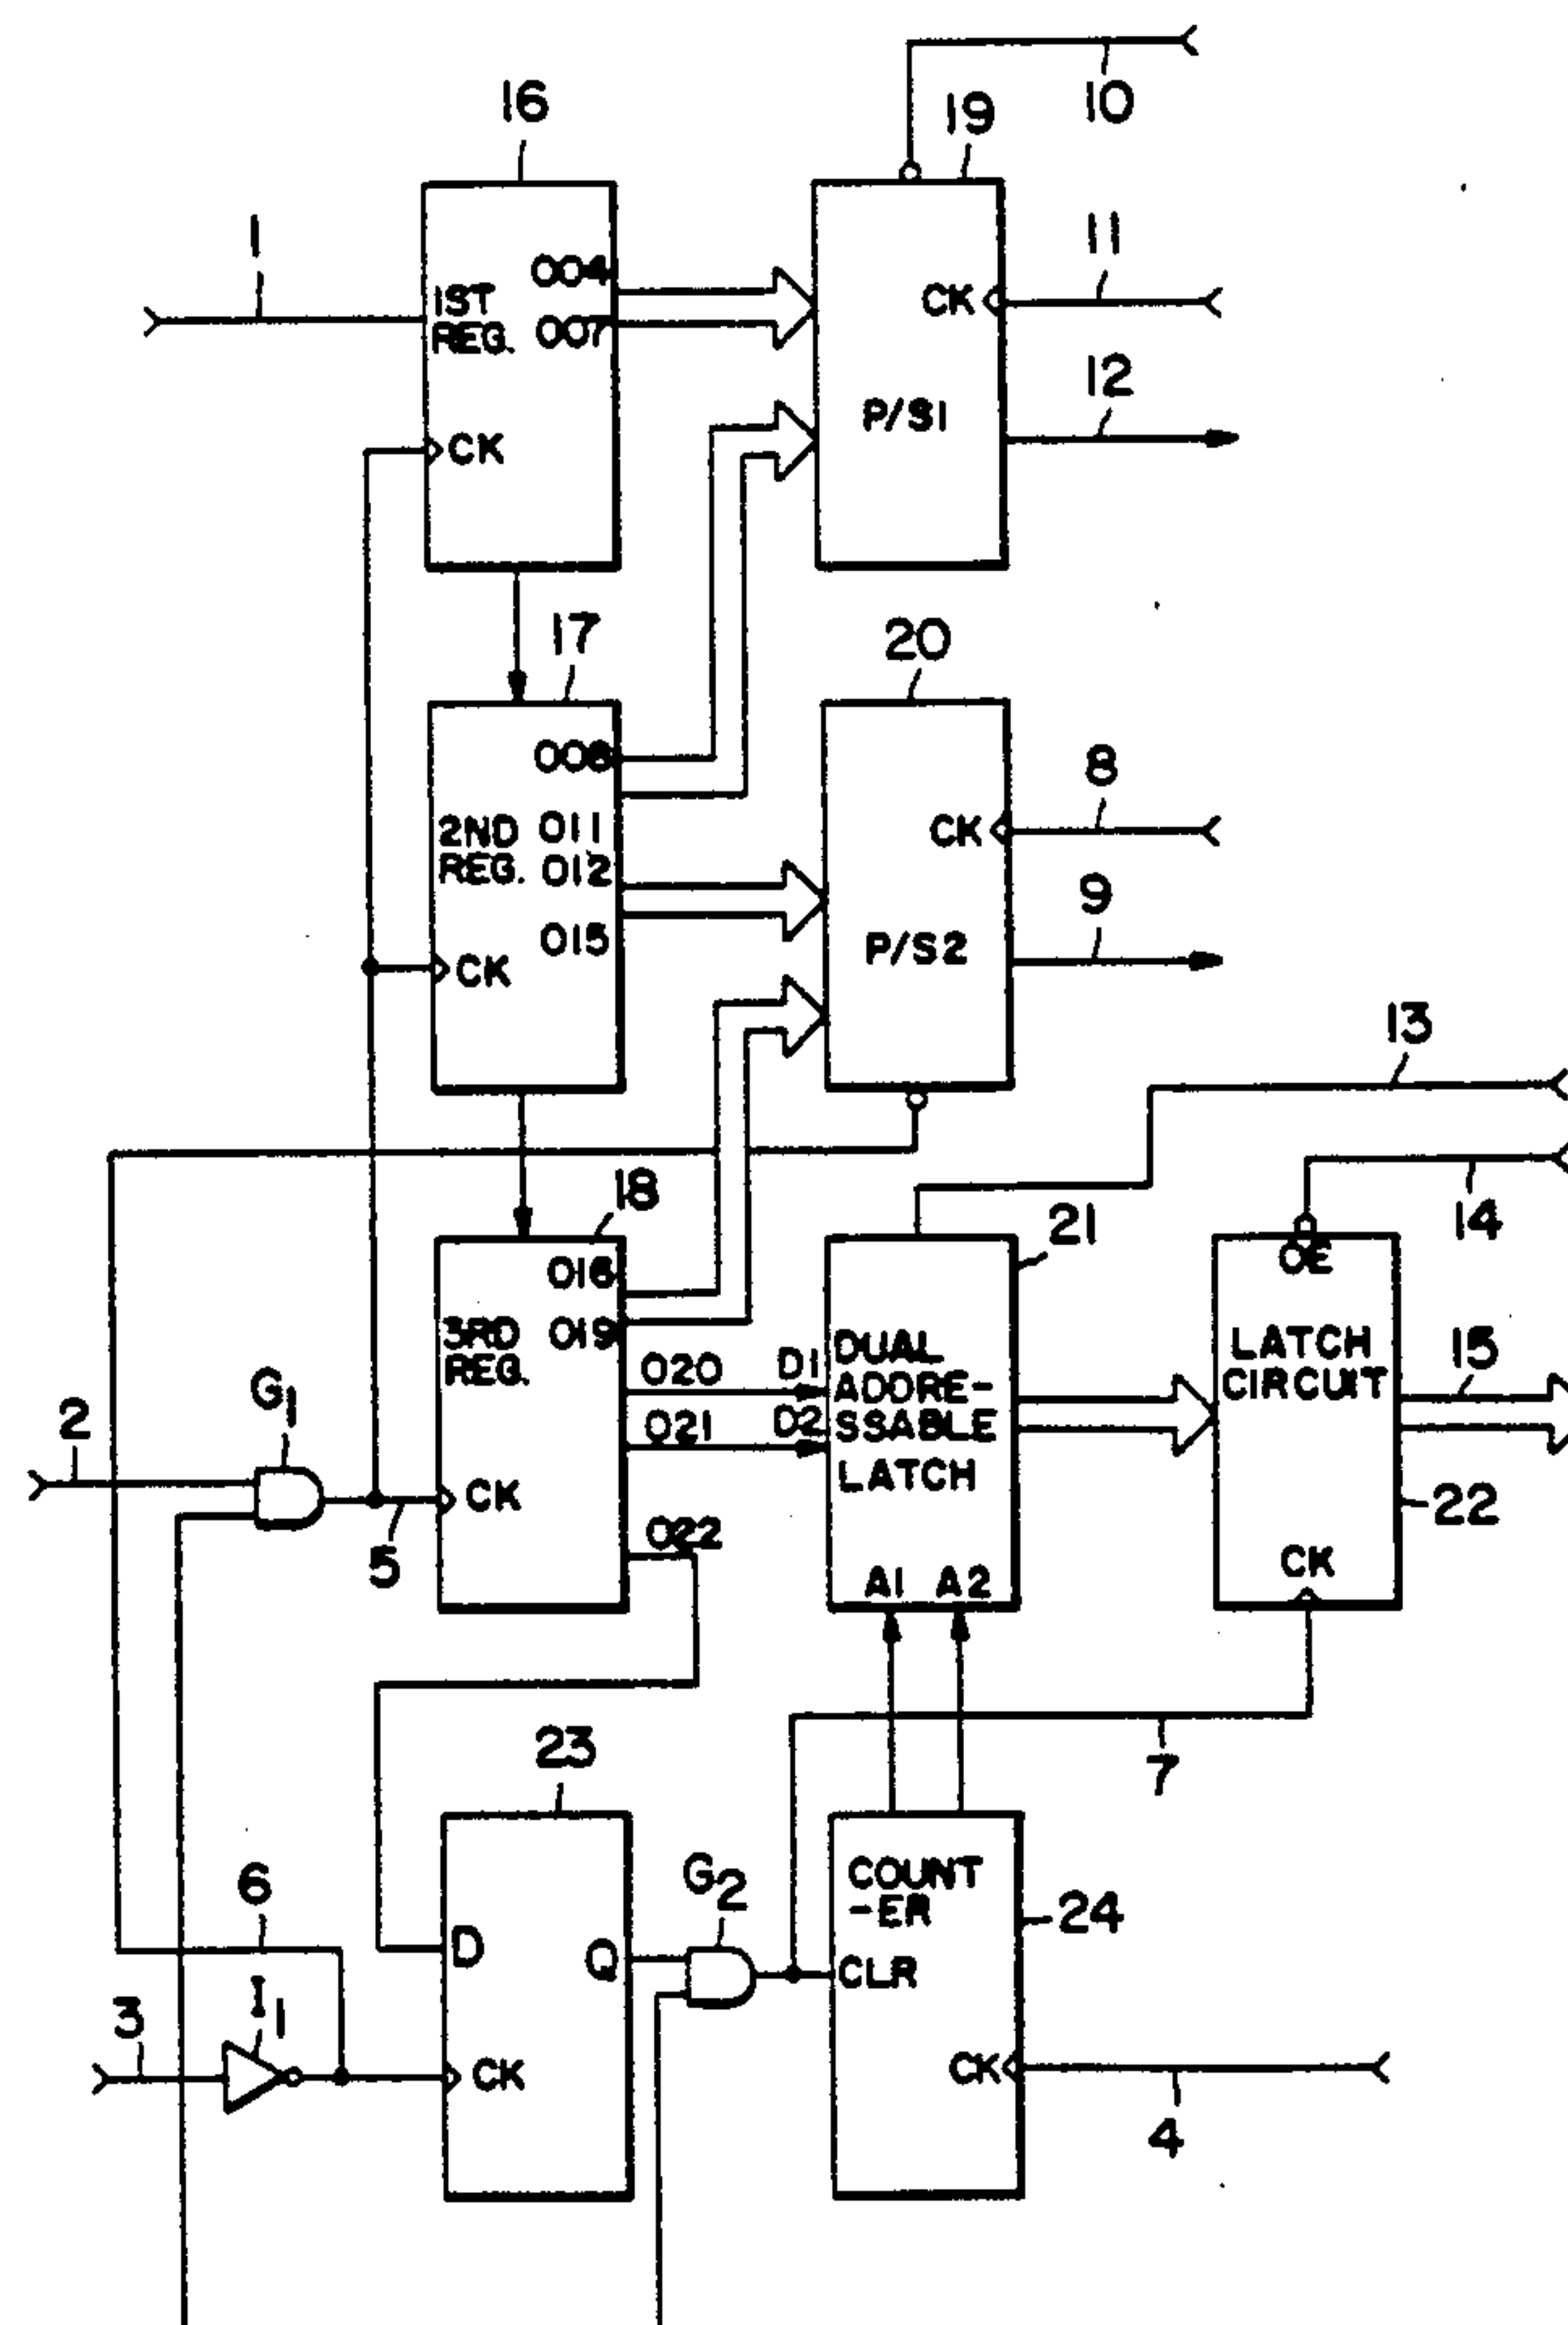 10
16
19
1
004
11
1ST
CK
REG. 007
12
P/S1
CK
17
20
008
8
2ND 011
CK
REG. 012
9
015
P/S2
CK
13
18
21
14
016
OE
3RD 019
DUAL
LATCH
15
REG.
020
D1
ADDRE-
CIRCUIT
G1
2
021
D2
SSABLE
LATCH
CK
22
5
022
A1 A2
CK
23
7
6
G2
COUNT
-ER
24
D
Q
CLR
I1
3
CK
CK
4